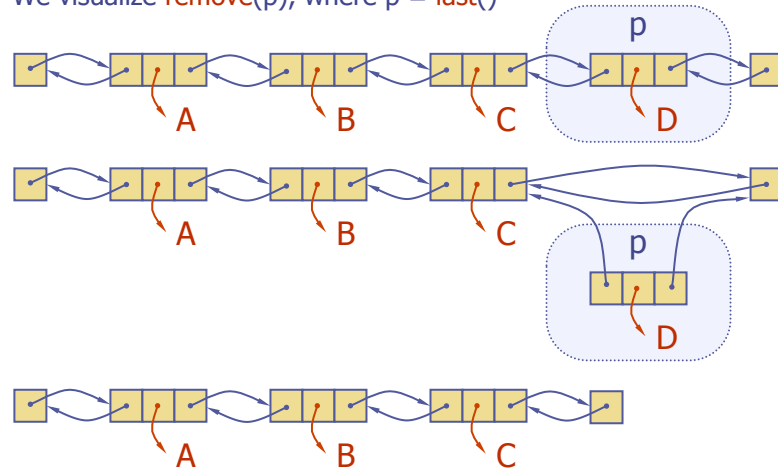 We visualize remove(p), where p = last()
p
A B C D
A B C
p
D
A B C